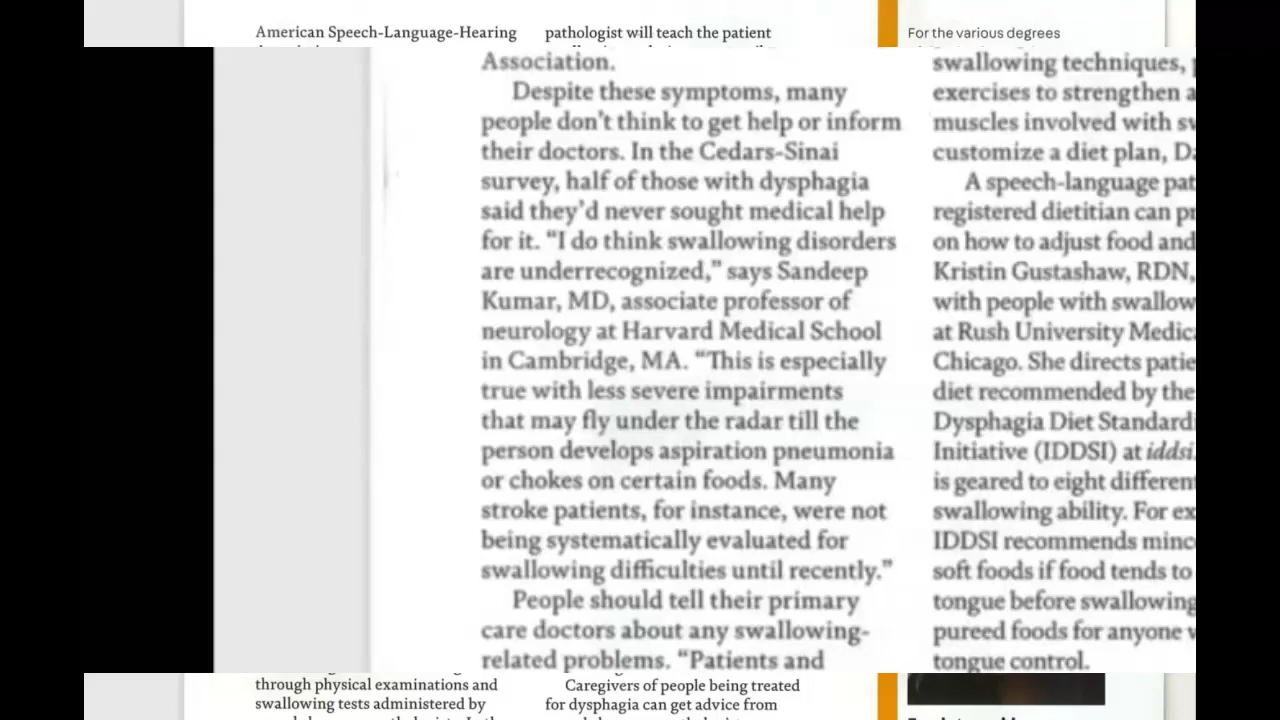 American Speech-Language-Hearing
pathologist will teach the patient
For the various degrees
Association.
Despite these symptoms, many
people don't think to get help or inform
their doctors. In the Cedars-Sinai
survey, half of those with dysphagia
said they'd never sought medical help
for it. “I do think swallowing disorders
are underrecognized,” says Sandeep
Kumar, MD, associate professor of
neurology at Harvard Medical School
in Cambridge, MA. “This is especially
true with less severe impairments
that may fly under the radar till the
person develops aspiration pneumonia
or chokes on certain foods. Many
stroke patients, for instance, were not
being systematically evaluated for
swallowing difficulties until recently.”
People should tell their primary
care doctors about any swallowing-
related problems. “Patients and
swallowing techniques,
exercises to strengthen
muscles involved with
customize a diet plan,
A speech-language
registered dietitian can
on how to adjust food and
Kristin Gustashaw, RDN,
with people with
at Rush University
Chicago. She directs
diet recommended by the
Dysphagia Diet
Initiative (IDDSI) at iddsi.
is geared to eight
swallowing ability. For
IDDSI recommends
soft foods if food tends to
tongue before swallowing
pureed foods for anyone
tongue control.
through physical examinations and
swallowing tests administered by
Caregivers of people being treated
for dysphagia can get advice from